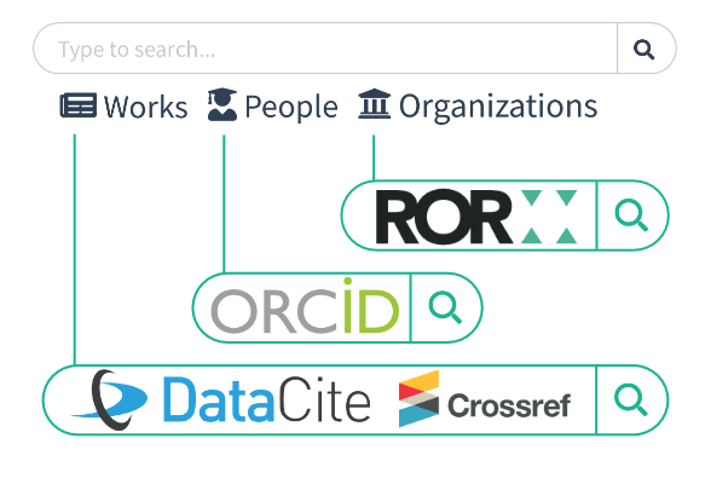 Type to search...
Works People Organizations
ROR
ORCID
DataCite Crossref